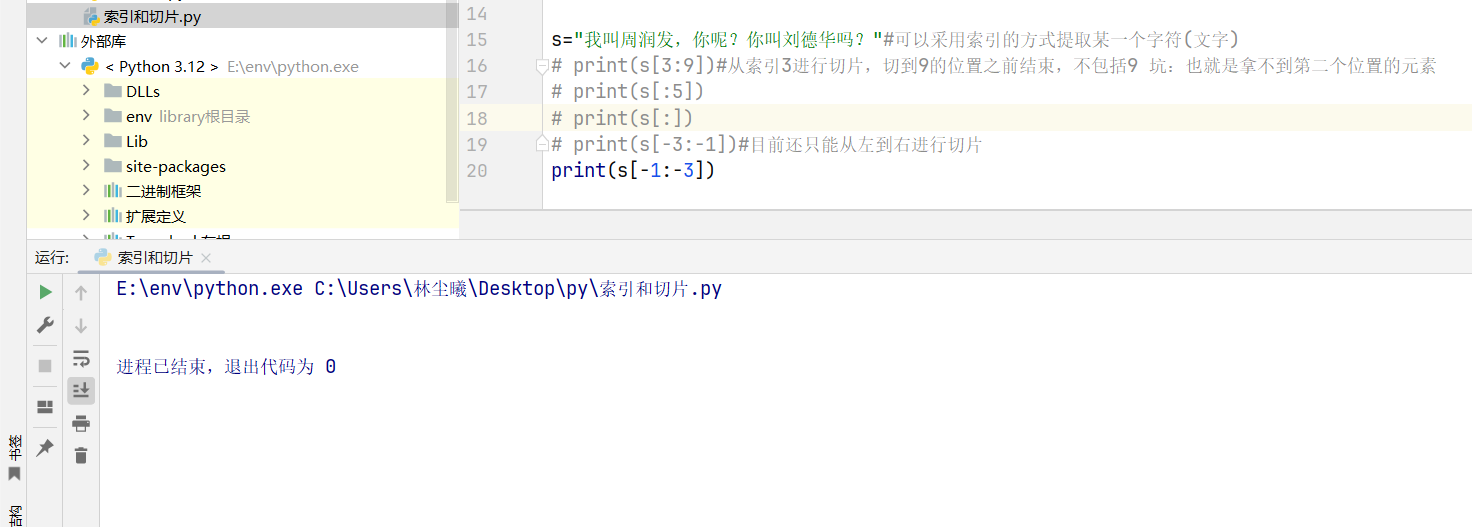 索引和切片.py
外部库
< Python 3.12 > E:\env\python.exe
DLLs
env library根目录
Lib
site-packages
二进制框架
扩展定义
14
15 s="我叫周润发，你呢？你叫刘德华吗？"#可以采用索引的方式提取某一个字符(文字)
16 # print(s[3:9])#从索引3进行切片，切到9的位置之前结束，不包括9 坑：也就是拿不到第二个位置的元素
17 # print(s[:5])
18 # print(s[:])
19 # print(s[-3:-1])#目前还只能从左到右进行切片
20 print(s[-1:-3])
运行: 索引和切片
E:\env\python.exe C:\Users\林尘曦\Desktop\py\索引和切片.py
进程已结束，退出代码为 0
书签
结构